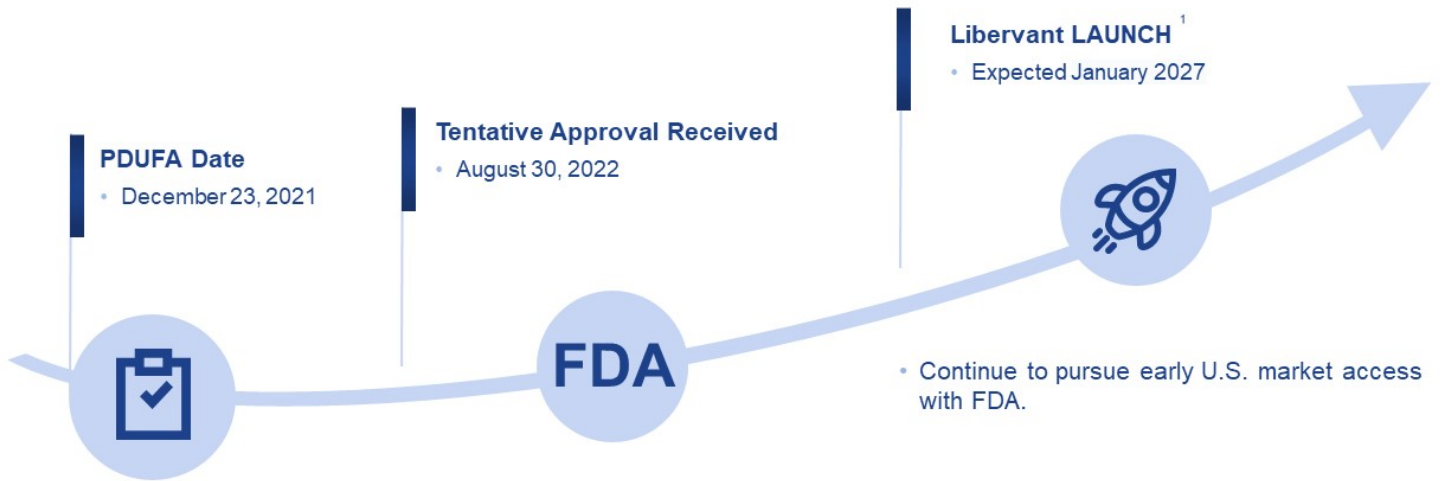 PDUFA Date
• December 23, 2021
Tentative Approval Received
• August 30, 2022
Libervant LAUNCH 1
• Expected January 2027
FDA
• Continue to pursue early U.S. market access
with FDA.